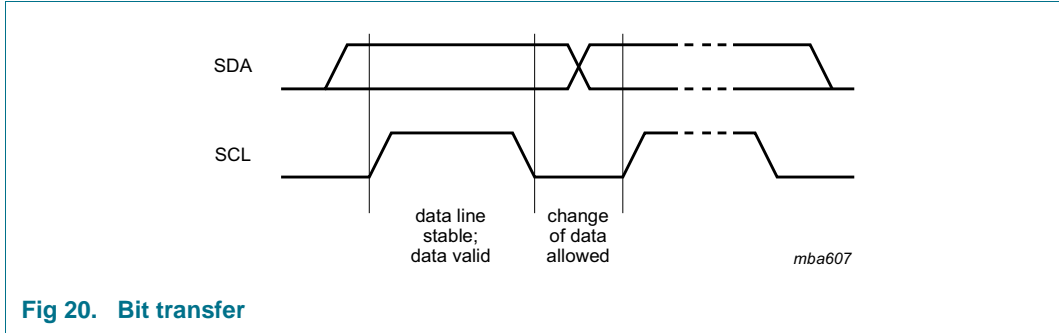 SDA
SCL
data line
stable;
data valid
change
of data
allowed
mba607
Fig 20. Bit transfer